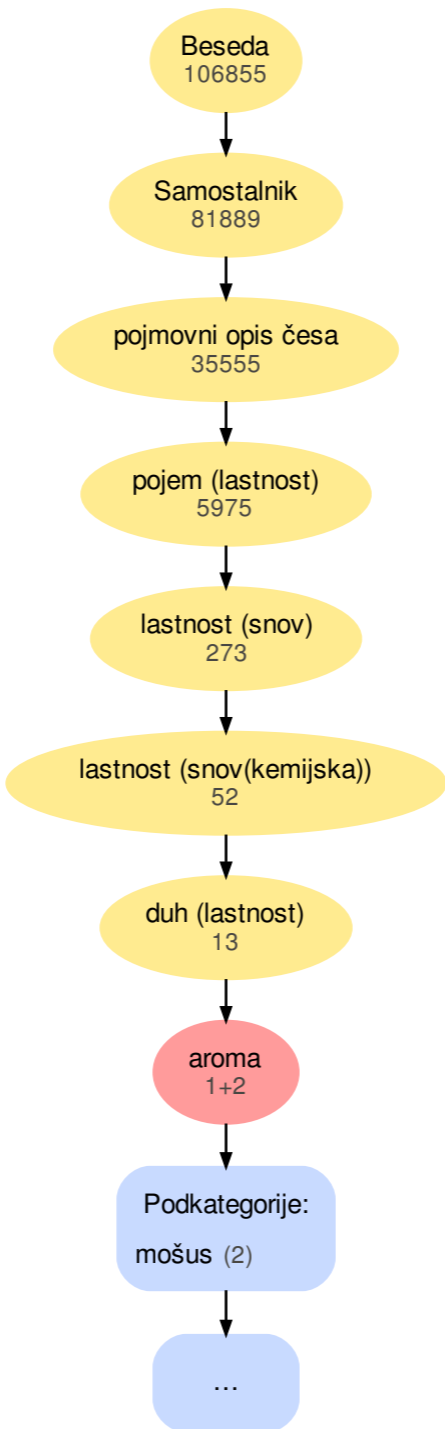 Beseda
106855
Samostalnik
81889
pojmovni opis česa
35555
pojem (lastnost)
5975
lastnost (snov)
273
lastnost (snov(kemijska))
52
duh (lastnost)
13
aroma
1+2
Podkategorije:
mošus (2)
...